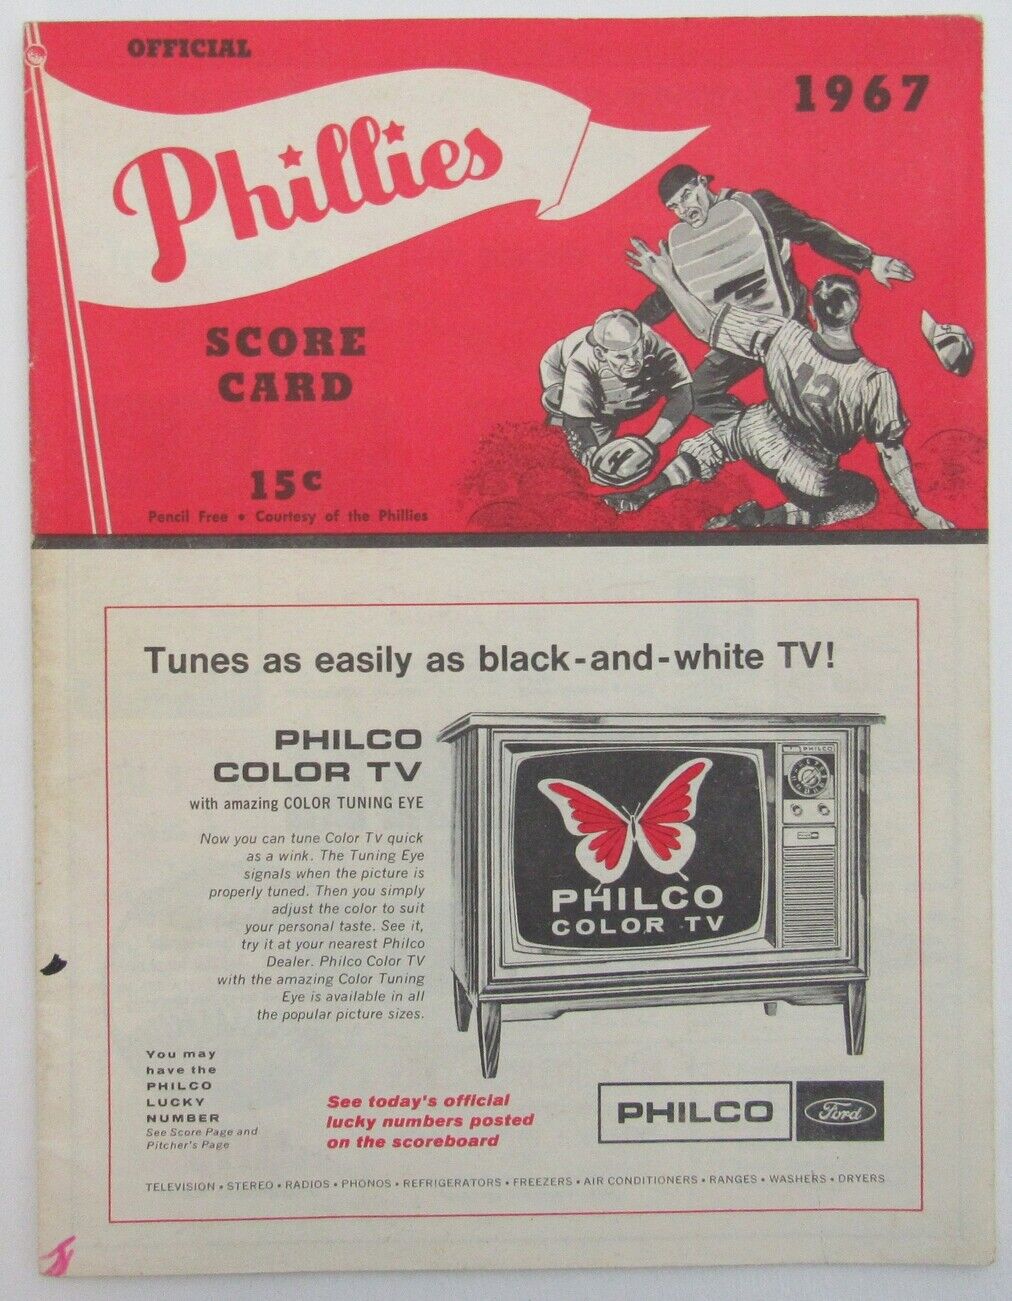 OFFICIAL
1967
Phillies
SCORE
CARD
15c
Pencil Free • Courtesy of the Phillies
12
P
Tunes as easily as black-and-white TV!
PHILCO
COLOR TV
with amazing COLOR TUNING EYE
Now you can tune Color TV quick
as a wink. The Tuning Eye
signals when the picture is
properly tuned. Then you simply
adjust the color to suit
your personal taste. See it,
try it at your nearest Philco
Dealer. Philco Color TV
with the amazing Color Tuning
Eye is available in all
the popular picture sizes.
PHILCO
PHILCO
COLOR TV
You may
have the
PHILCO
LUCKY
NUMBER
See Score Page and
Pitcher's Page
See today's official
lucky numbers posted
on the scoreboard
PHILCO
Ford
TELEVISION • STEREO • RADIOS • PHONOS • REFRIGERATORS • FREEZERS • AIR CONDITIONERS • RANGES • WASHERS • DRYERS